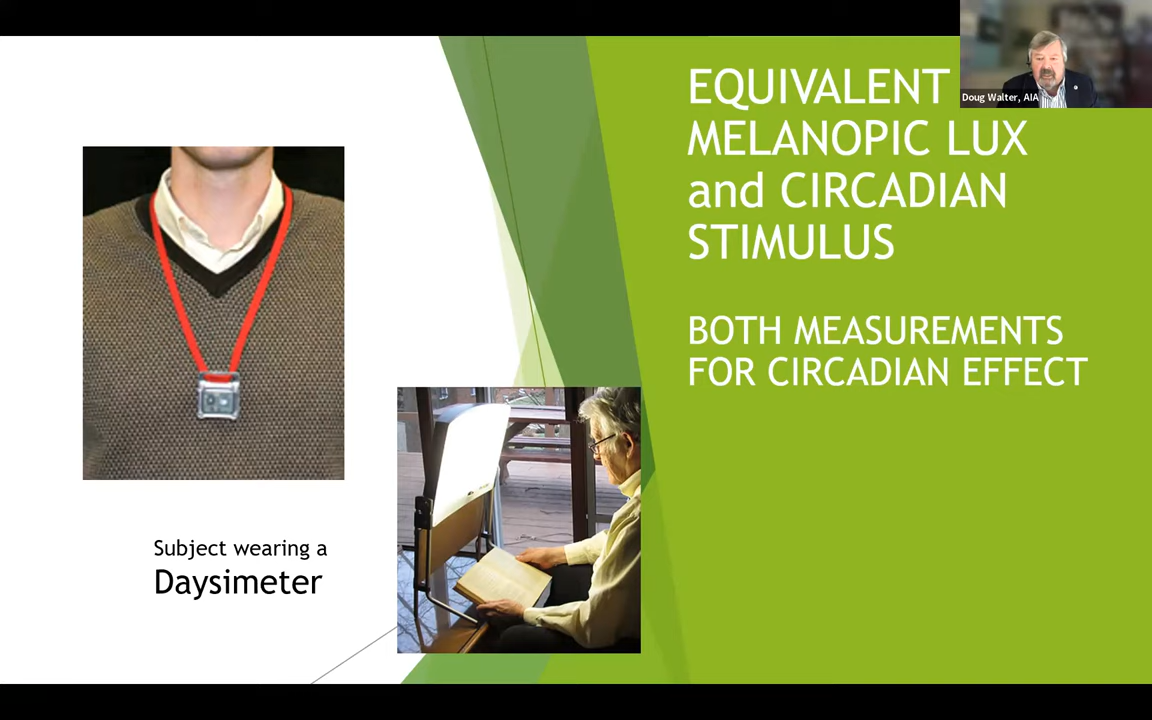 EQUIVALENT
MELANOPIC LUX
and CIRCADIAN
STIMULUS
BOTH MEASUREMENTS
FOR CIRCADIAN EFFECT
Doug Walter, AIA
Subject wearing a
Daysimeter